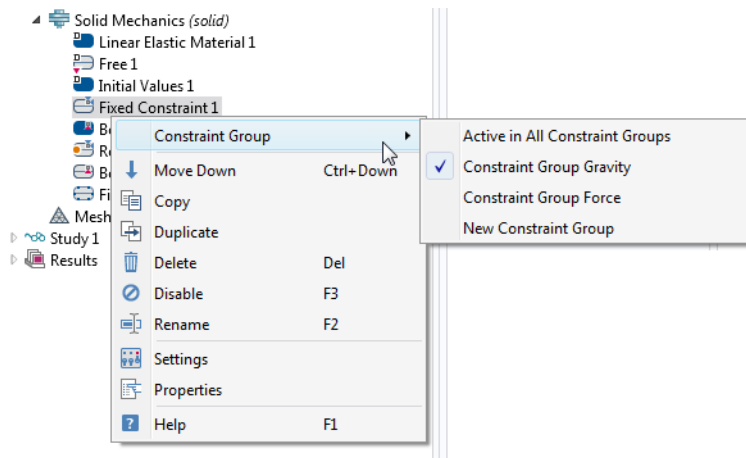 Solid Mechanics (solid)
Linear Elastic Material 1
Free 1
Initial Values 1
Fixed Constraint 1
Constraint Group
Move Down Ctrl+Down
Copy
Duplicate
Delete Del
Disable F3
Rename F2
Settings
Properties
Help F1
Active in All Constraint Groups
Constraint Group Gravity
Constraint Group Force
New Constraint Group
B
R
B
Fi
Mesh
Study 1
Results